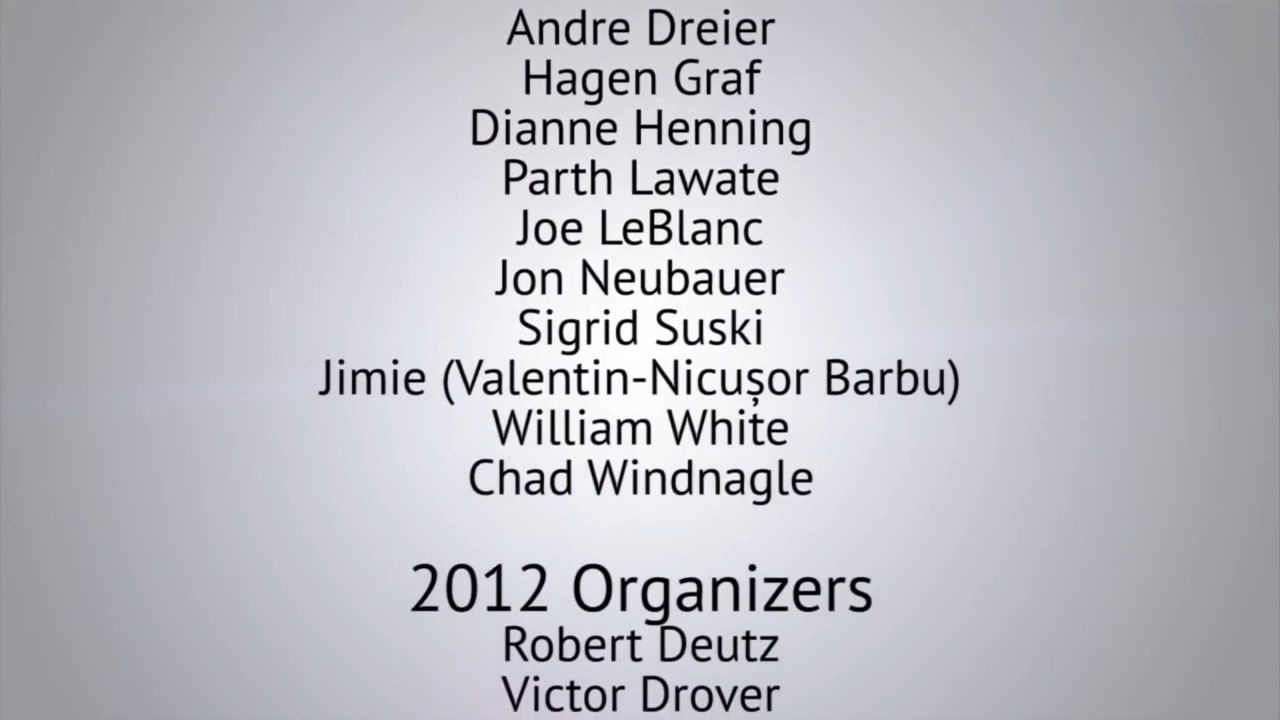 Andre Dreier
Hagen Graf
Dianne Henning
Parth Lawate
Joe LeBlanc
Jon Neubauer
Sigrid Suski
Jimie (Valentin-Nicușor Barbu)
William White
Chad Windnagle
2012 Organizers
Robert Deutz
Victor Drover